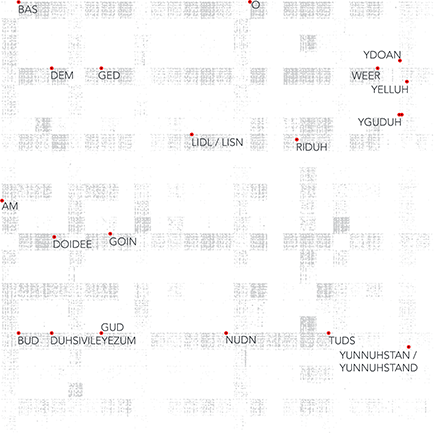 BAS
O
YDOAN
DEM
GED
WEER
YELLUH
YGUDUH
LIDL / LISN
RIDUH
AM
DOIDEE
GOIN
GUD
BUD
DUHSIVILEYEZUM
NUDN
TUDS
YUNNUHSTAN /
YUNNUHSTAND